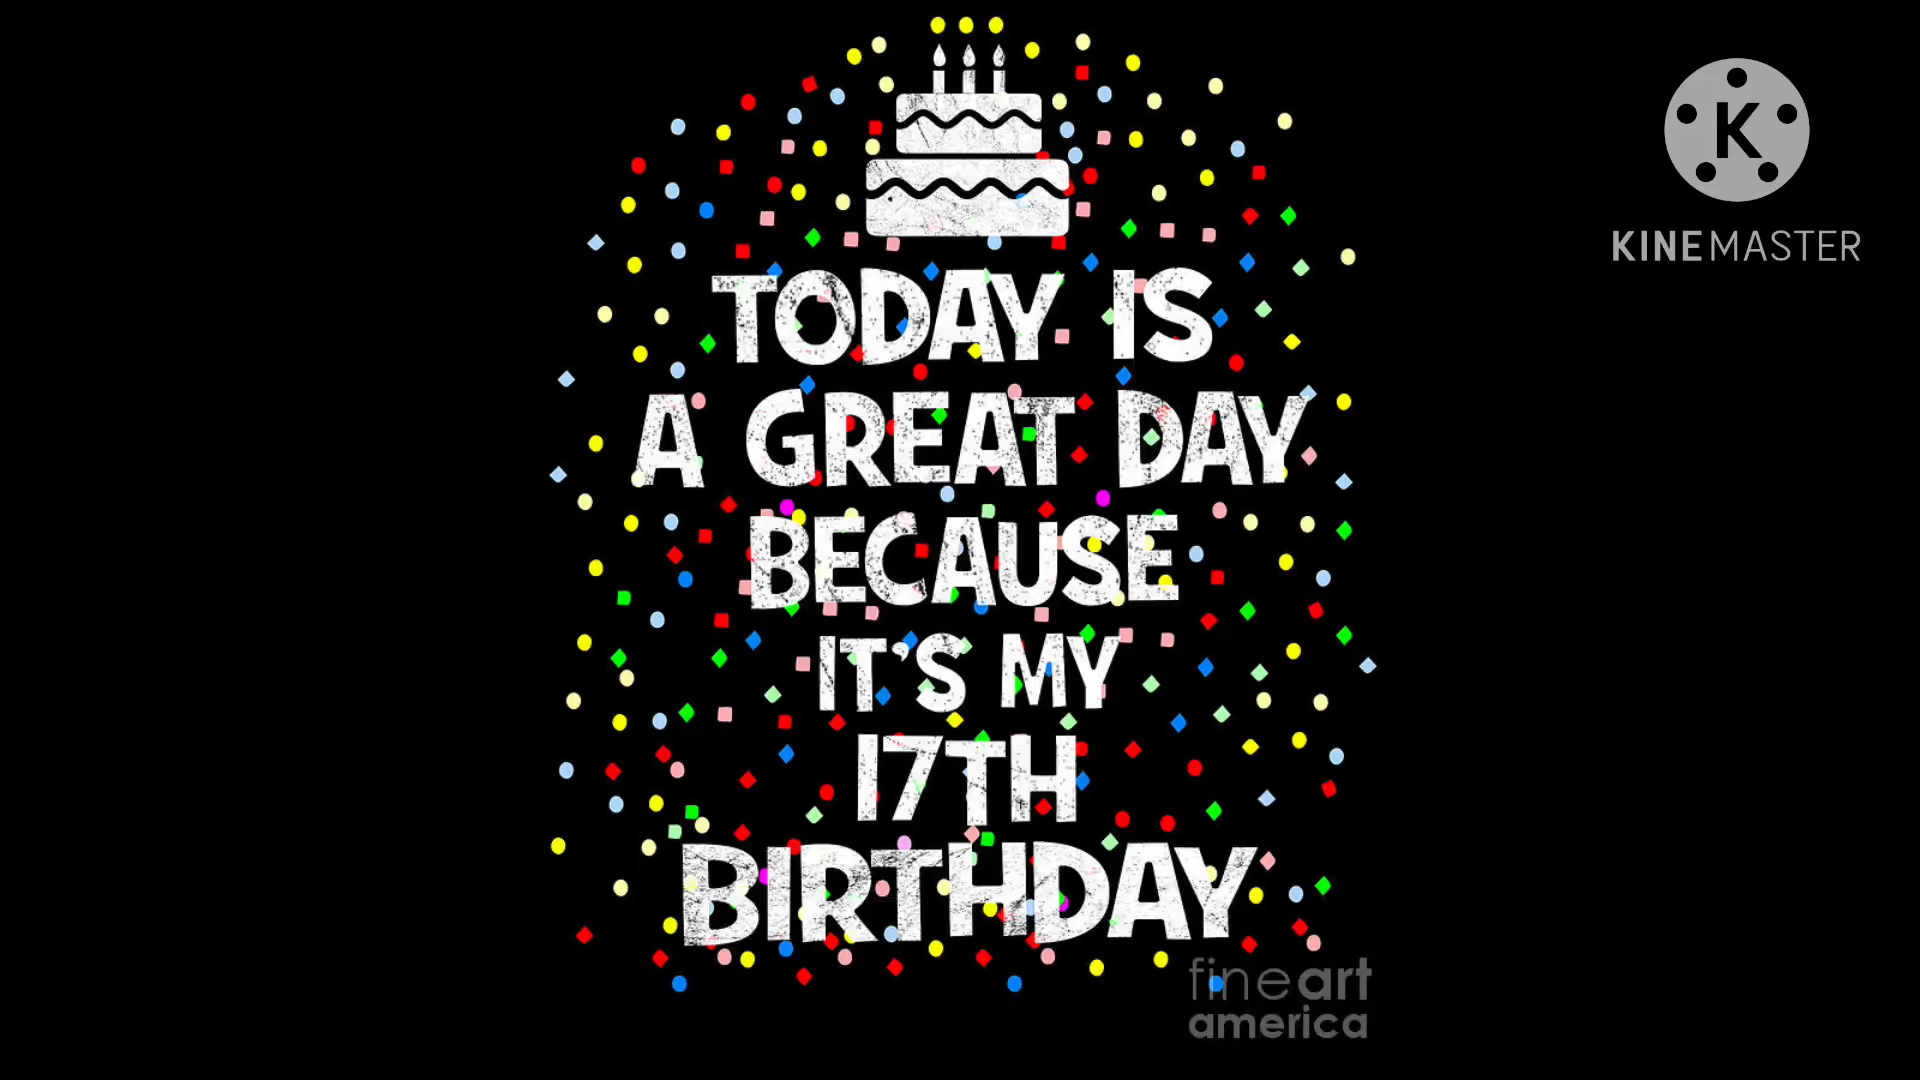 K
KINEMASTER
TODAY IS
A GREAT DAY
BECAUSE
IT'S MY
17TH
BIRTHDAY
fineart
america